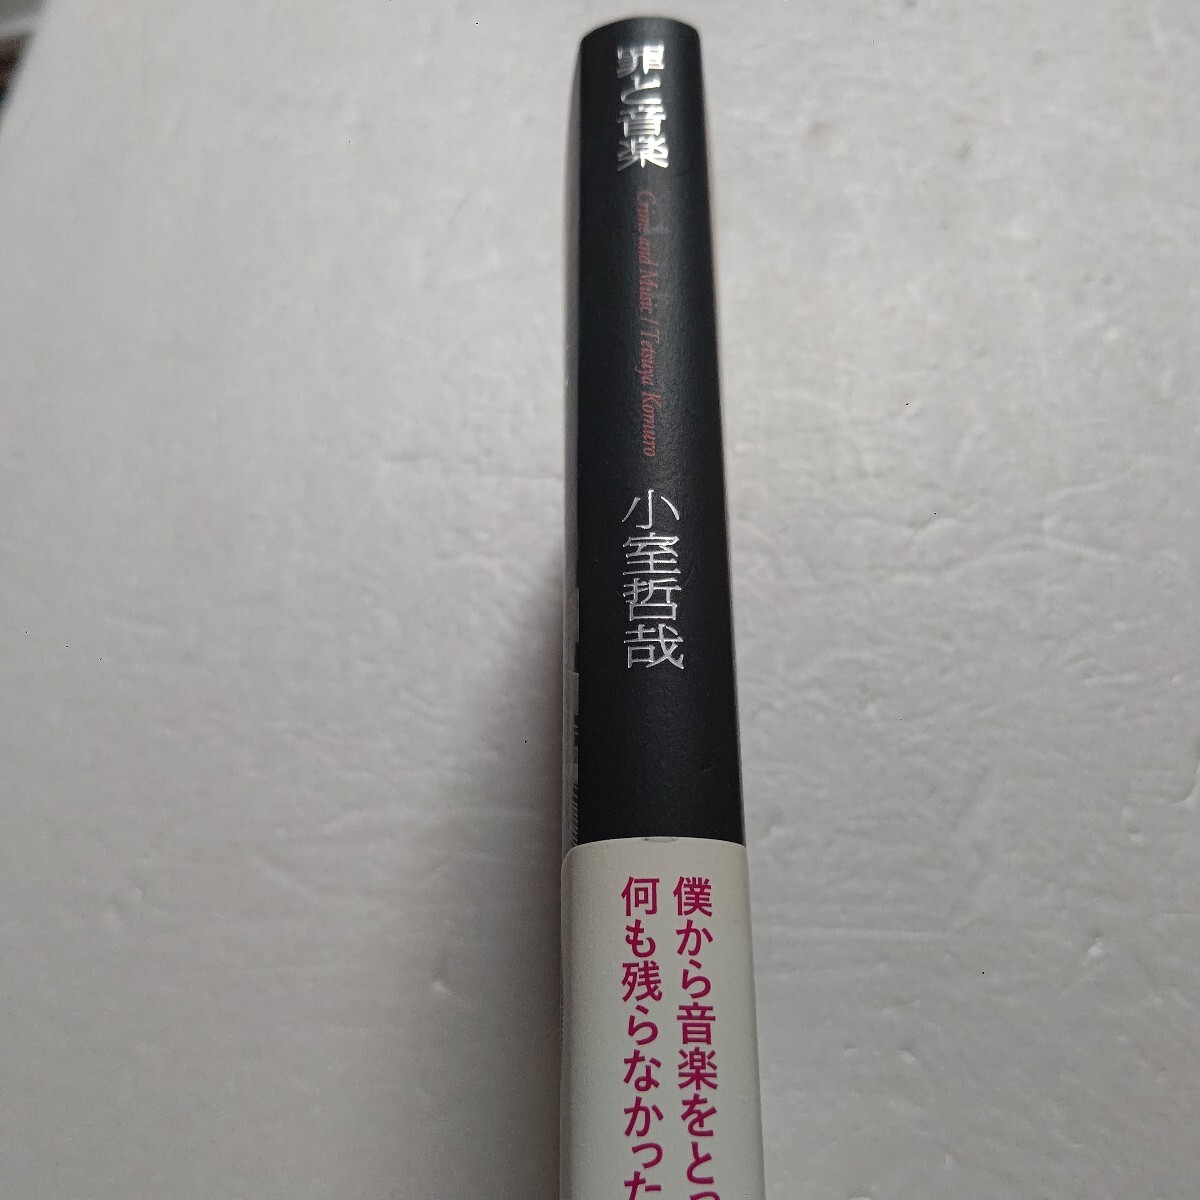 罪と音楽
Crime and Music / Tetsuya Komuro
小室哲哉
僕から音楽をとっ
何も残らなかった